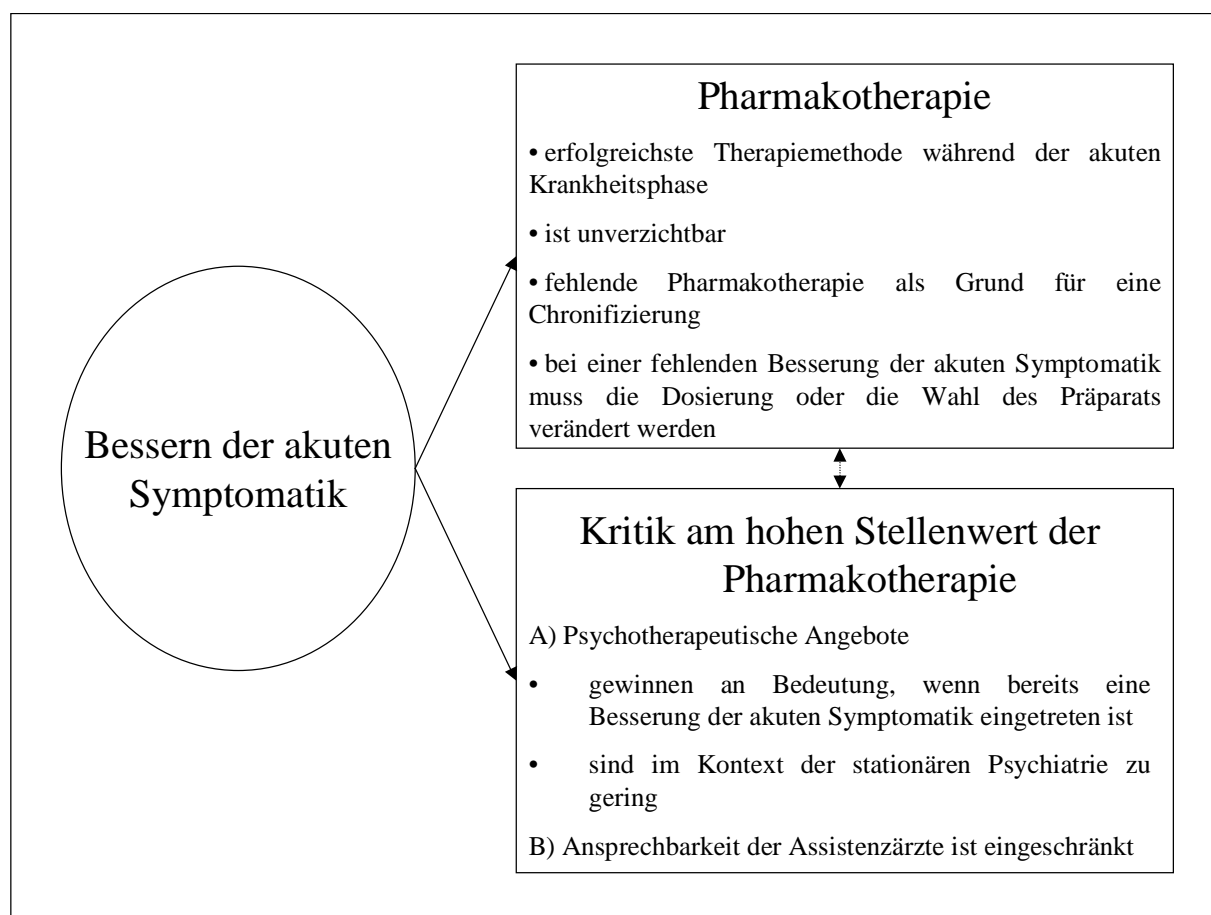 Bessern der akuten
Symptomatik
Pharmakotherapie
• erfolgreichste Therapiemethode während der akuten
Krankheitsphase
• ist unverzichtbar
• fehlende Pharmakotherapie als Grund für eine
Chronifizierung
• bei einer fehlenden Besserung der akuten Symptomatik
muss die Dosierung oder die Wahl des Präparats
verändert werden
Kritik am hohen Stellenwert der
Pharmakotherapie
A) Psychotherapeutische Angebote
• gewinnen an Bedeutung, wenn bereits eine
Besserung der akuten Symptomatik eingetreten ist
• sind im Kontext der stationären Psychiatrie zu
gering
B) Ansprechbarkeit der Assistenzärzte ist eingeschränkt